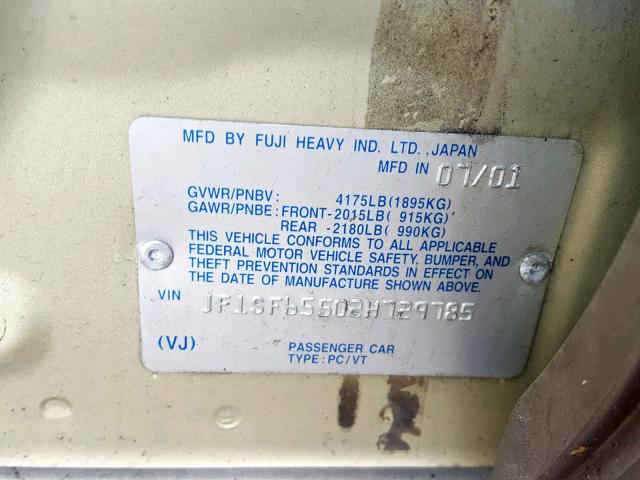 MFD BY FUJI HEAVY IND. LTD., JAPAN
MFD IN 07/01
GVWR/PNBV: 4175LB(1895KG)
GAWR/PNBE: FRONT-2015LB( 915KG)
REAR -2180LB( 990KG)
THIS VEHICLE CONFORMS TO ALL APPLICABLE
FEDERAL MOTOR VEHICLE SAFETY, BUMPER, AND
THEFT PREVENTION STANDARDS IN EFFECT ON
THE DATE OF MANUFACTURE SHOWN ABOVE.
VIN JF1SF65502H729785
(VJ) PASSENGER CAR
TYPE: PC/VT